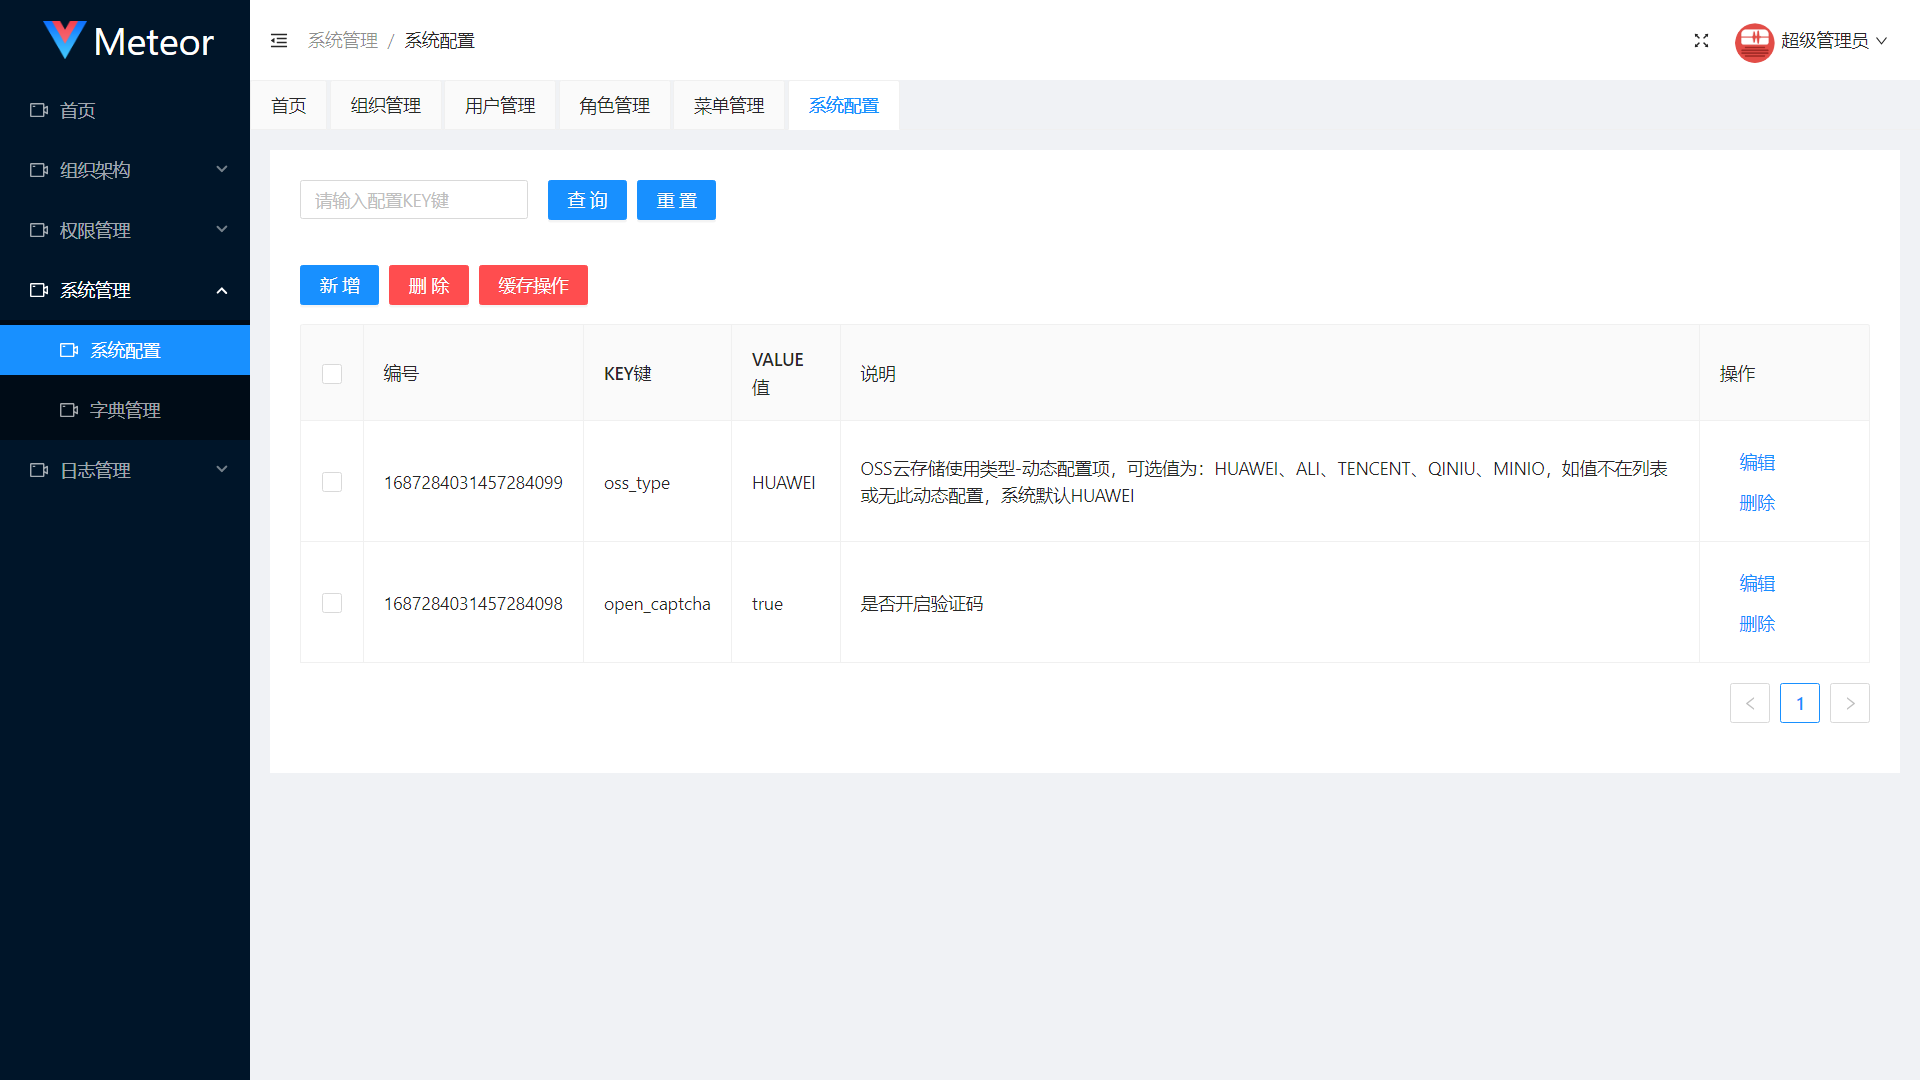 Meteor
首页
组织架构
权限管理
系统管理
系统配置
字典管理
日志管理
系统管理 / 系统配置
超级管理员
首页 组织管理 用户管理 角色管理 菜单管理 系统配置
请输入配置KEY键 查 询 重 置
新 增 删 除 缓存操作
编号 KEY键 VALUE值 说明 操作
1687284031457284099 oss_type HUAWEI
OSS云存储使用类型-动态配置项，可选值为：HUAWEI、ALI、TENCENT、QINIU、MINIO，如值不在列表
或无此动态配置，系统默认HUAWEI
编辑
删除
1687284031457284098 open_captcha true 是否开启验证码
编辑
删除
1